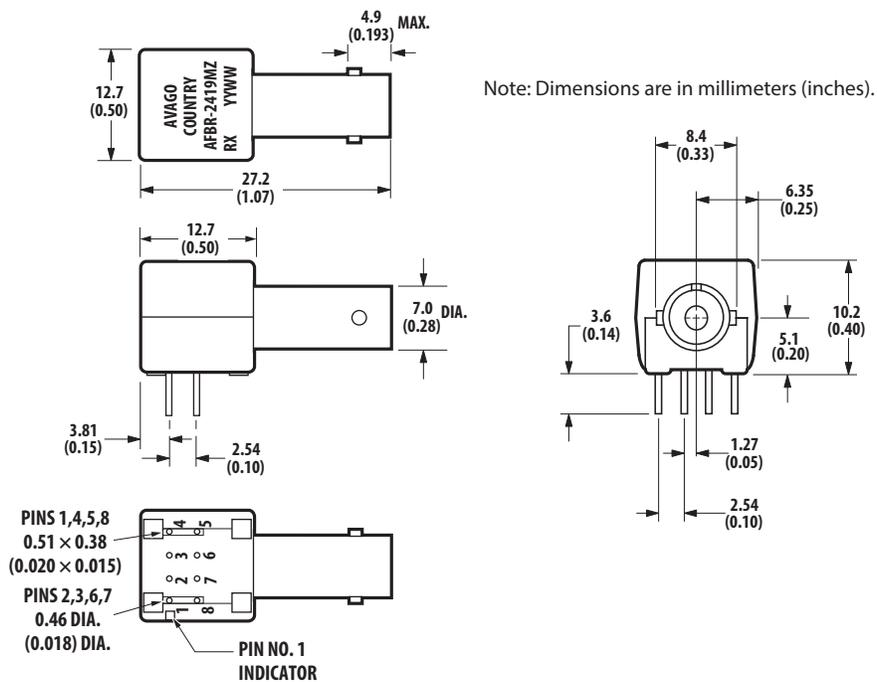 4.9
(0.193) MAX.
12.7
(0.50)
AVAGO
COUNTRY
AFBR-2419MZ
RX YYWW
27.2
(1.07)
Note: Dimensions are in millimeters (inches).
8.4
(0.33)
6.35
(0.25)
12.7
(0.50)
7.0
(0.28) DIA.
3.6
(0.14)
10.2
(0.40)
5.1
(0.20)
3.81
(0.15)
2.54
(0.10)
1.27
(0.05)
2.54
(0.10)
PINS 1,4,5,8
0.51 × 0.38
(0.020 × 0.015)
PINS 2,3,6,7
0.46 DIA.
(0.018) DIA.
4 5
3 6
2 7
1 8
PIN NO. 1
INDICATOR